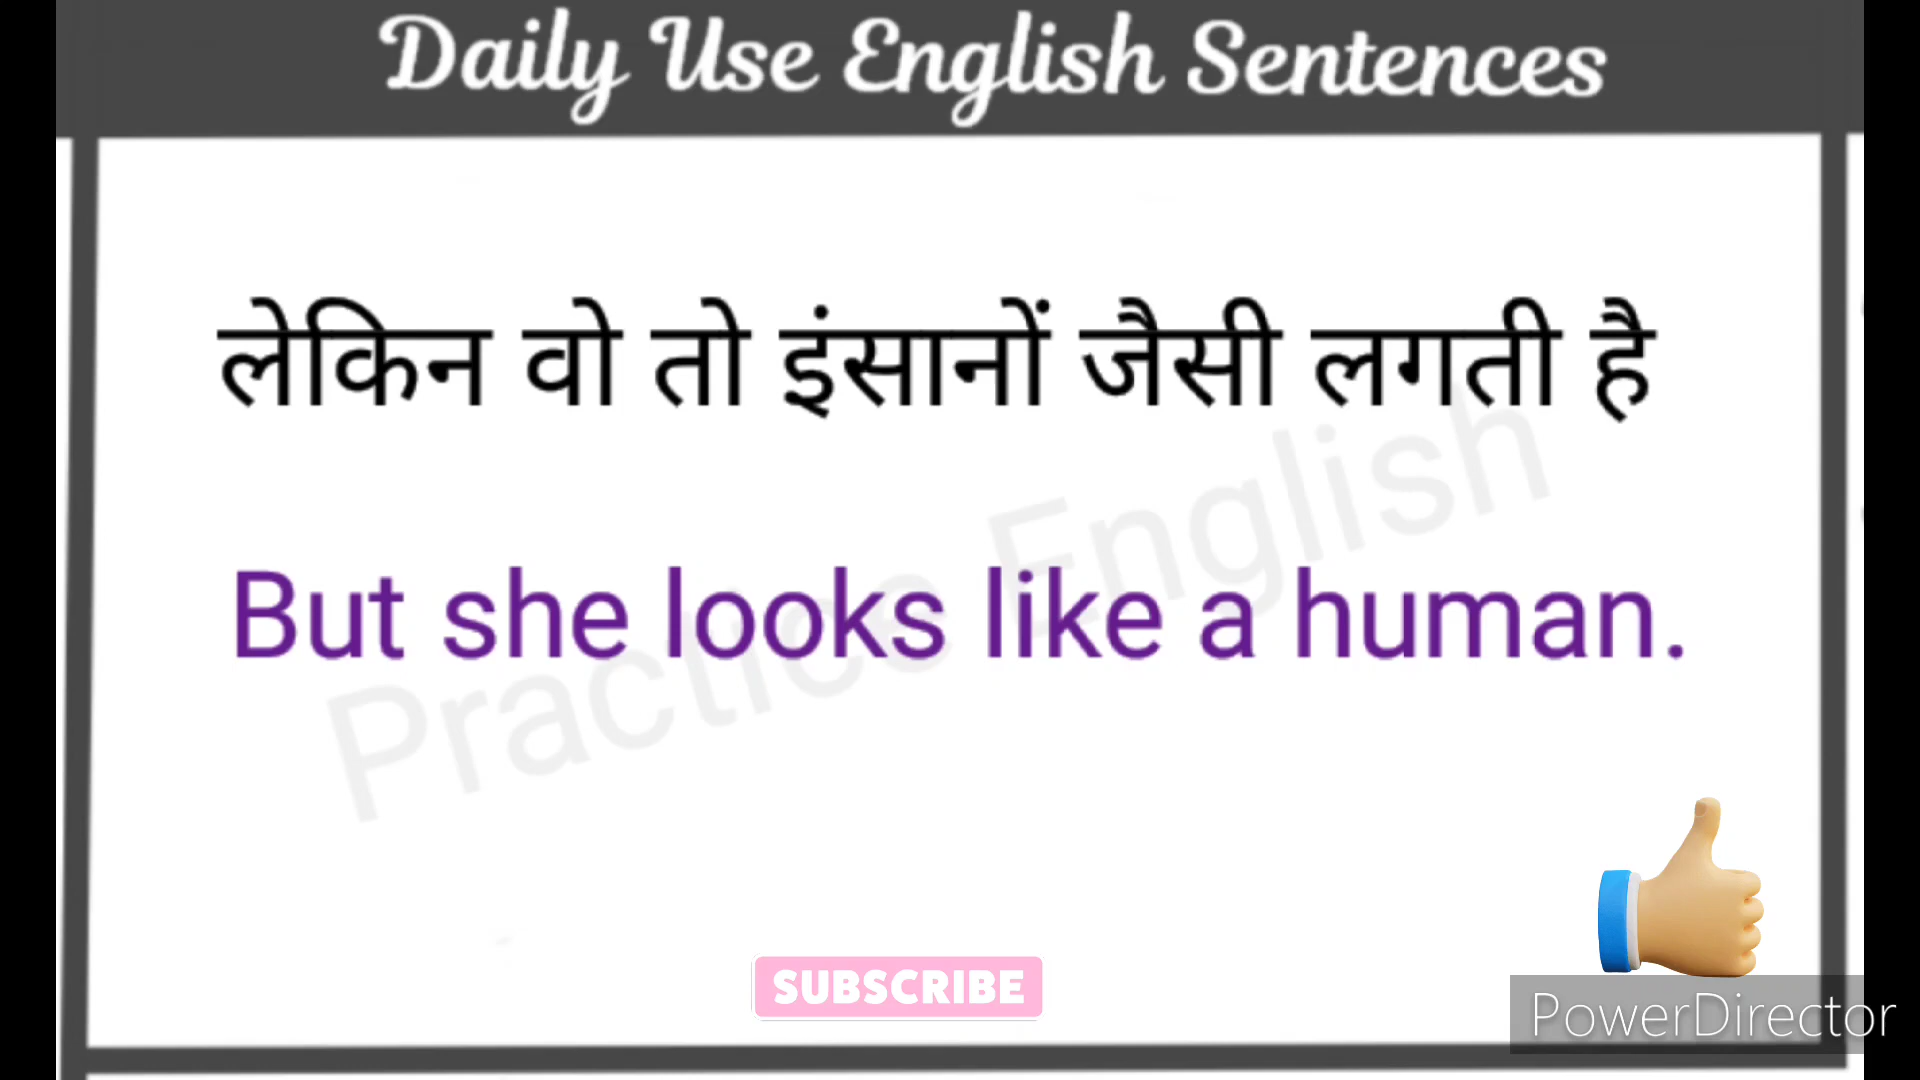 Daily Use English Sentences
लेकिन वो तो इंसानों जैसी लगती है
But she looks like a human.
Practice English
SUBSCRIBE
PowerDirector